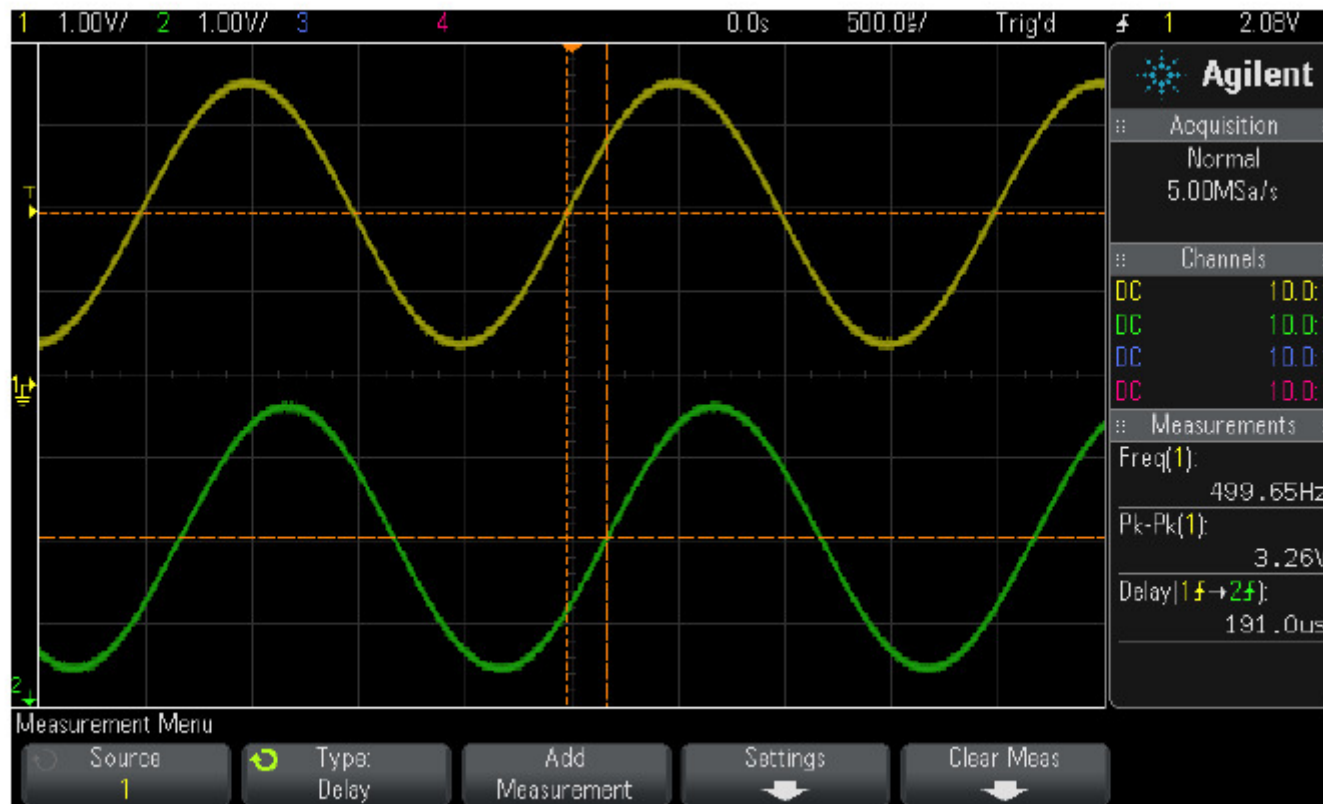 1 1.00V/ 2 1.00V/ 3 4 0.0s 500.0µs/ Trig'd 1 2.08V
Agilent
Acquisition
Normal
5.00MSa/s
Channels
DC 10.0:
DC 10.0:
DC 10.0:
DC 10.0:
Measurements
Freq(1):
499.65Hz
Pk-Pk(1):
3.26V
Delay(1→2):
191.0us
T
1
2
Measurement Menu
Source
1
Type:
Delay
Add
Measurement
Settings
Clear Meas